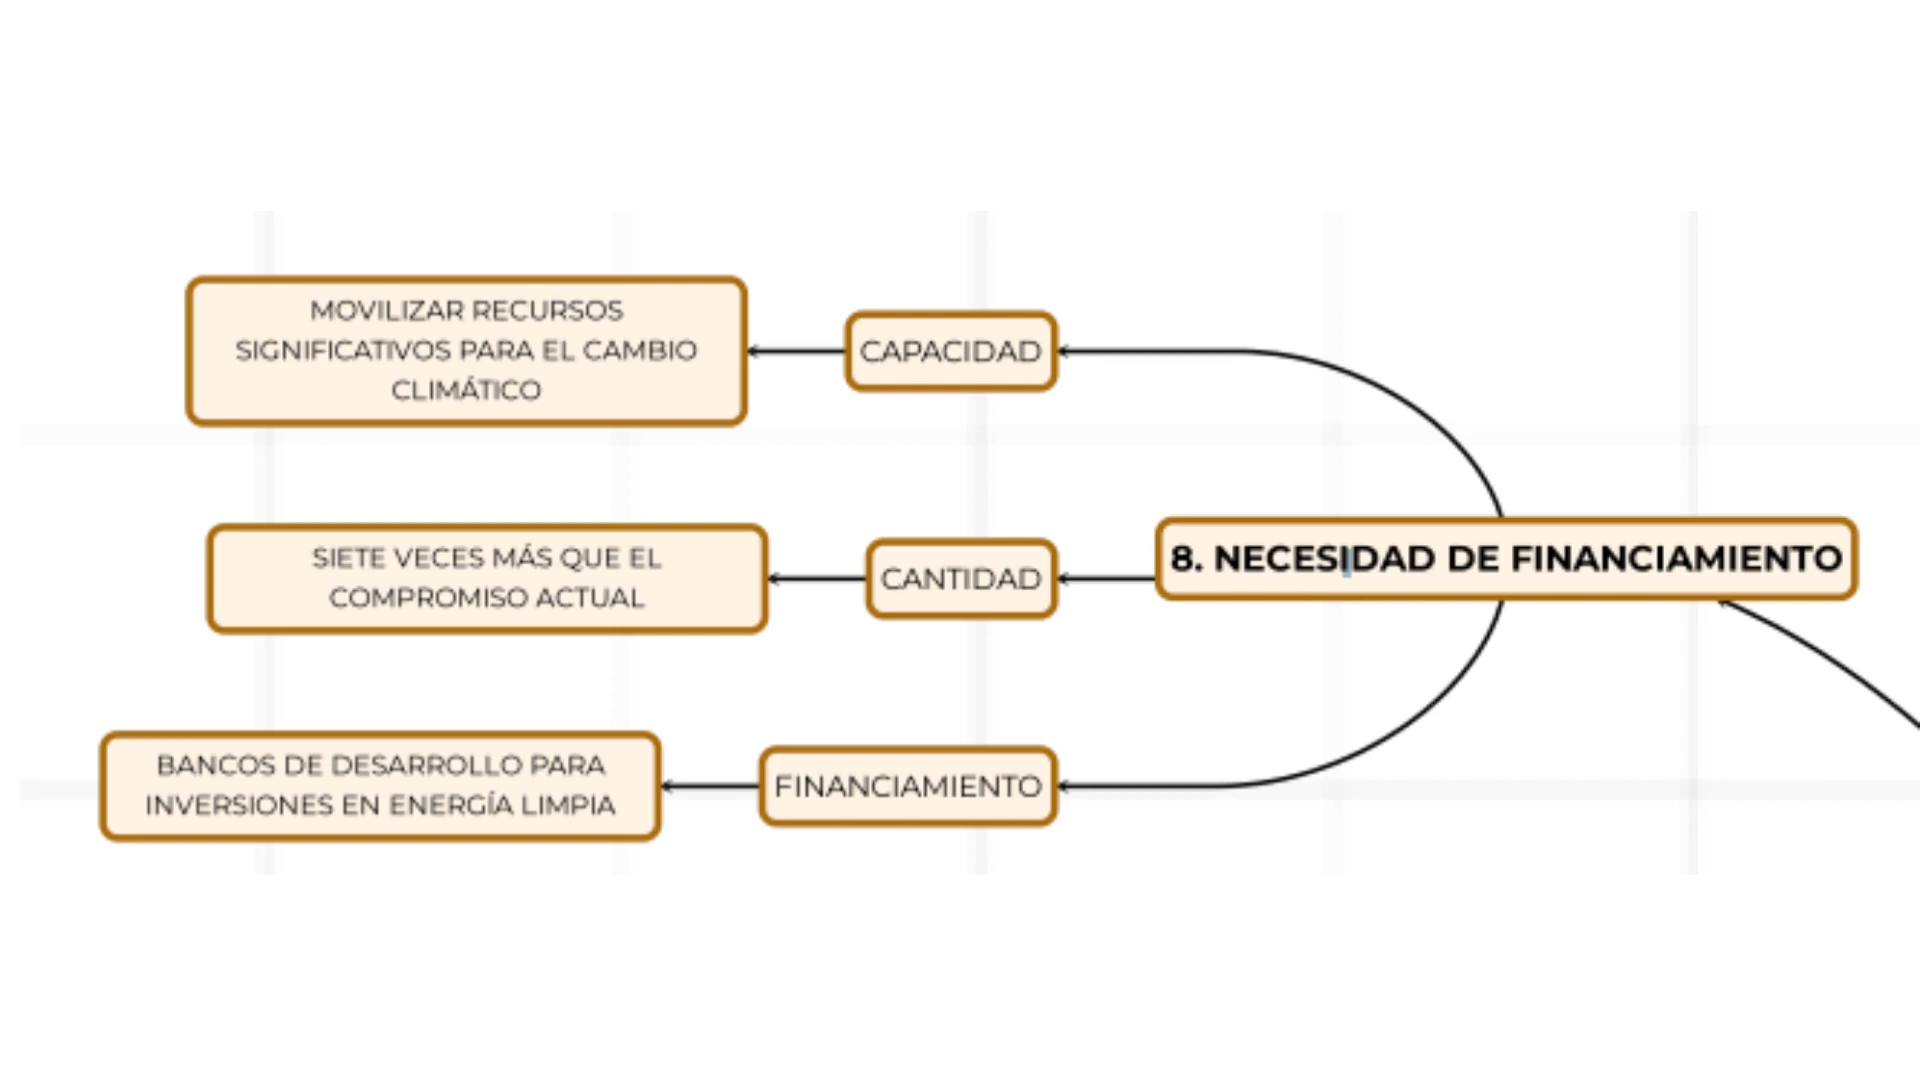 MOVILIZAR RECURSOS
SIGNIFICATIVOS PARA EL CAMBIO
CLIMÁTICO
CAPACIDAD
SIETE VECES MÁS QUE EL
COMPROMISO ACTUAL
CANTIDAD
8. NECESIDAD DE FINANCIAMIENTO
BANCOS DE DESARROLLO PARA
INVERSIONES EN ENERGÍA LIMPIA
FINANCIAMIENTO